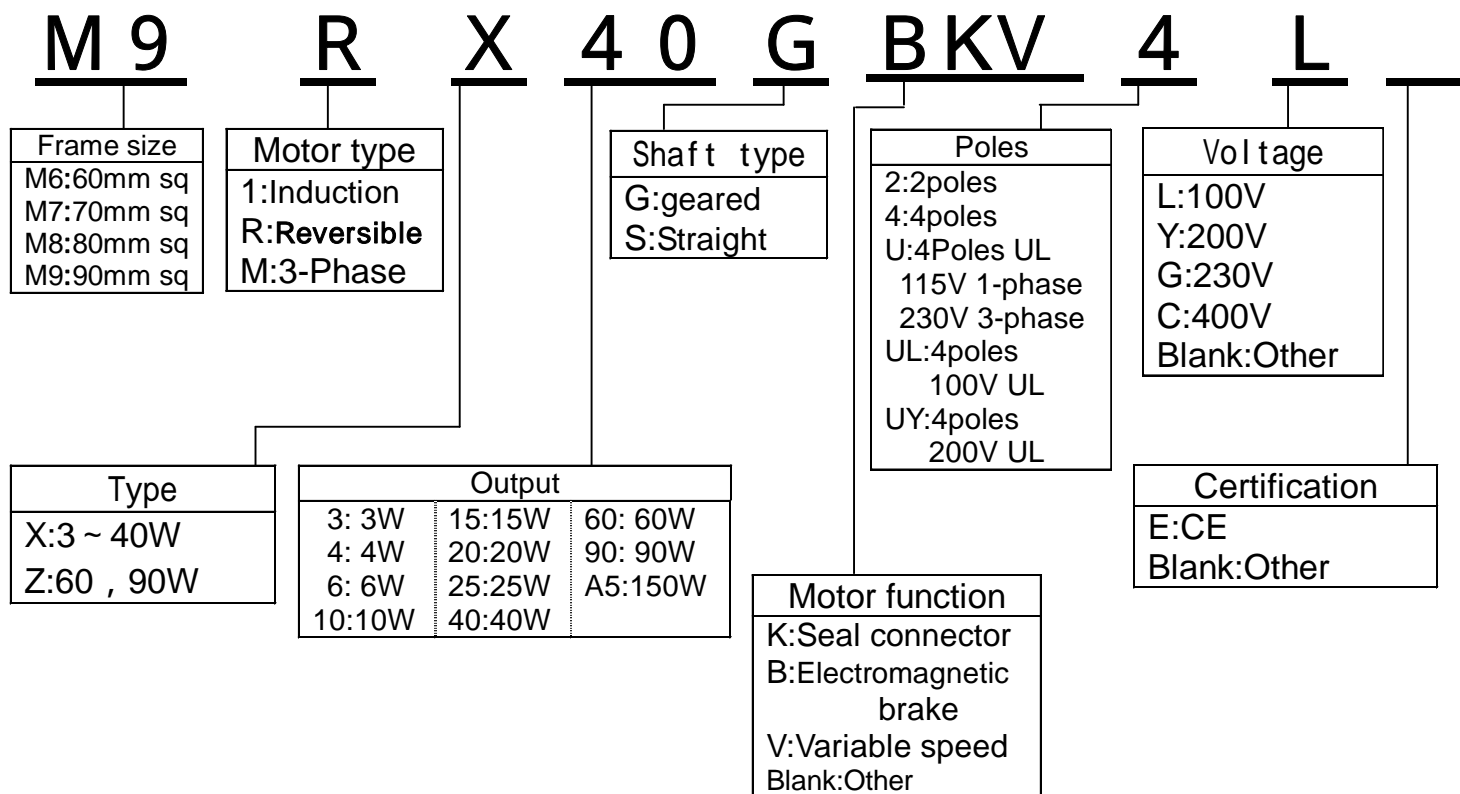 M9 R X 40 G BKV 4 L
Frame size
M6:60mm sq
M7:70mm sq
M8:80mm sq
M9:90mm sq
Motor type
1:Induction
R:Reversible
M:3-Phase
Shaft type
G:geared
S:Straight
Poles
2:2poles
4:4poles
U:4Poles UL
115V 1-phase
230V 3-phase
UL:4poles
100V UL
UY:4poles
200V UL
Voltage
L:100V
Y:200V
G:230V
C:400V
Blank:Other
Type
X:3~40W
Z:60 , 90W
Output
3: 3W 15:15W 60: 60W
4: 4W 20:20W 90: 90W
6: 6W 25:25W A5:150W
10:10W 40:40W
Motor function
K:Seal connector
B:Electromagnetic
brake
V:Variable speed
Blank:Other
Certification
E:CE
Blank:Other